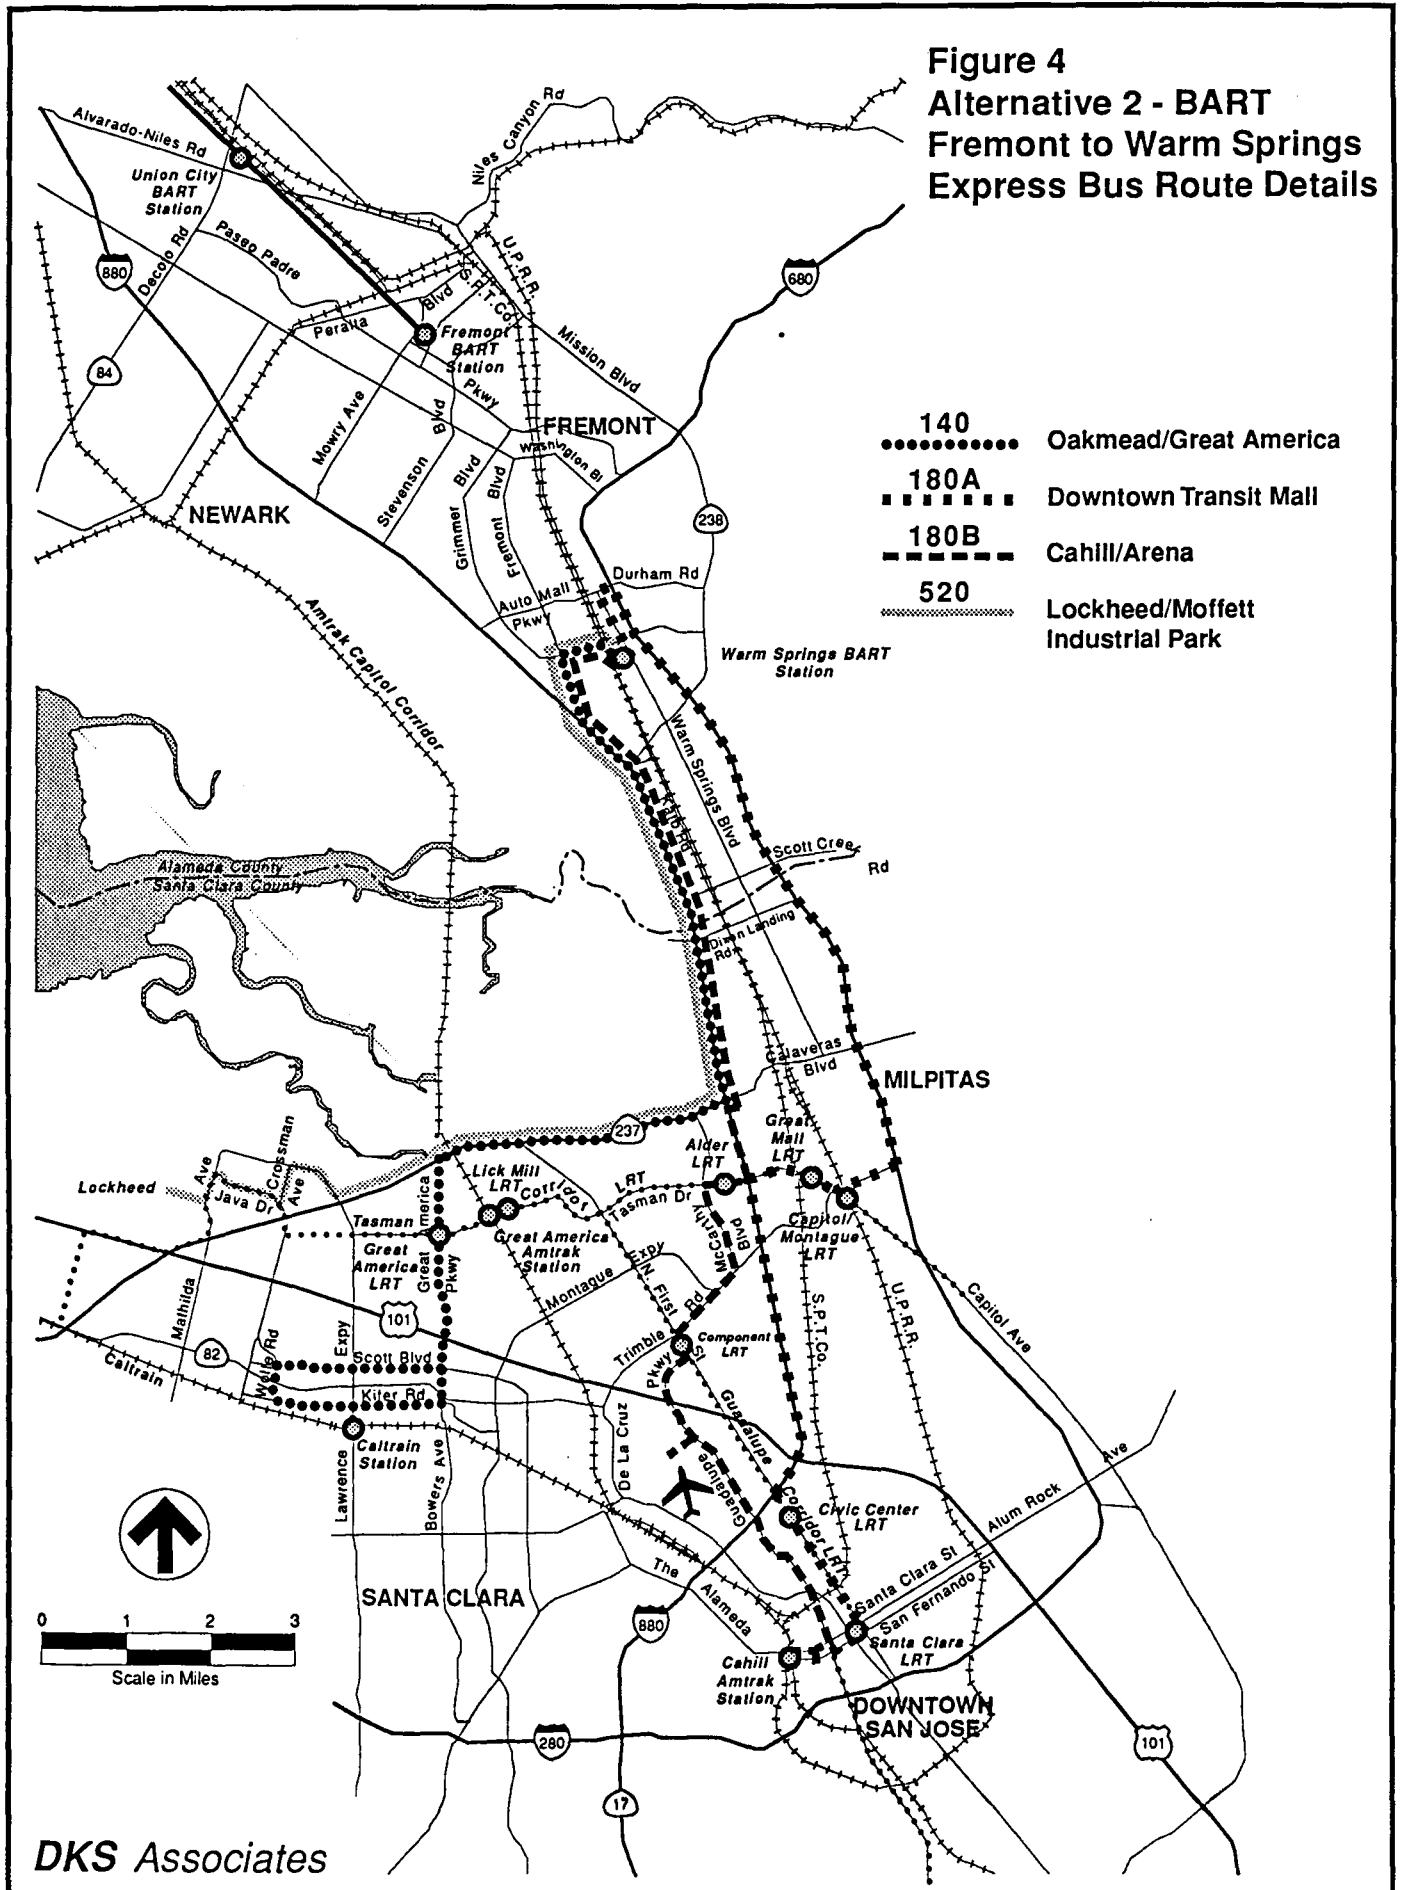 Figure 4
Alternative 2 - BART
Fremont to Warm Springs
Express Bus Route Details
140
Oakmead/Great America
180A
Downtown Transit Mall
180B
Cahill/Arena
520
Lockheed/Moffett
Industrial Park
Alvarado-Niles Rd
Niles Canyon Rd
Union City
BART
Station
Paseo Padre
Decoto Rd
880
U.P.R.R.
680
S.P.T.Co.
Blvd
Peralta
Fremont
BART
Station
Mission Blvd
84
Pkwy
Mowry Ave
Blvd
FREMONT
Washington Bl
Stevenson
Blvd
Blvd
NEWARK
238
Grimmer
Fremont
Durham Rd
Auto Mall
Pkwy
Amtrak Capitol Corridor
Warm Springs BART
Station
Warm Springs Blvd
Kato Rd
Scott Creek
Rd
Alameda County
Santa Clara County
Dixon Landing
Rd
Calaveras
Blvd
MILPITAS
237
Great
Mall
LRT
Alder
LRT
Crossman
Ave
Ave
Lick Mill
LRT
Corridor
LRT
Lockheed
Java Dr
America
Tasman Dr
Tasman
McCarthy
Blvd
Capitol/
Montague
LRT
Great
America
LRT
Great
Pkwy
Great America
Amtrak
Station
Expy
Montague
N. First
St
Rd
Mathilda
101
U.P.R.R.
Capitol Ave
S.P.T.Co.
Trimble
Component
LRT
82
Expy
Scott Blvd
Wolfe Rd
Pkwy
Caltrain
Kifer Rd
Guadalupe
De La Cruz
Caltrain
Station
Lawrence
Bowers Ave
Guadalupe
Ave
Corridor LRT
Civic Center
LRT
Alum Rock
The
Alameda
Santa Clara St
San Fernando St
SANTA CLARA
880
Santa Clara
LRT
Cahill
Amtrak
Station
0 1 2 3
Scale in Miles
DOWNTOWN
SAN JOSE
280
101
17
DKS Associates